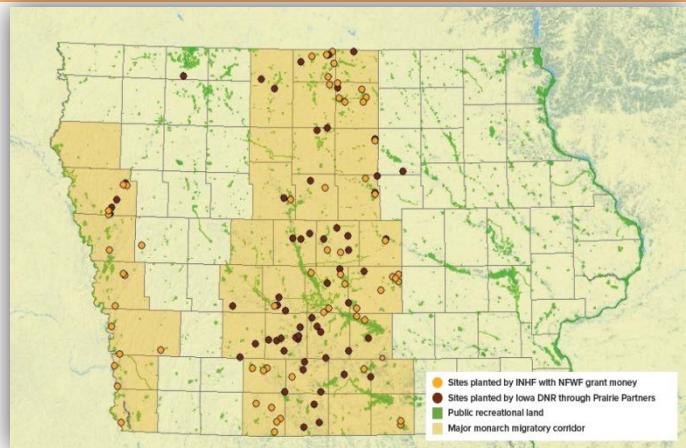 Sites planted by INHF with NFWF grant money
Sites planted by Iowa DNR through Prairie Partners
Public recreational land
Major monarch migratory corridor